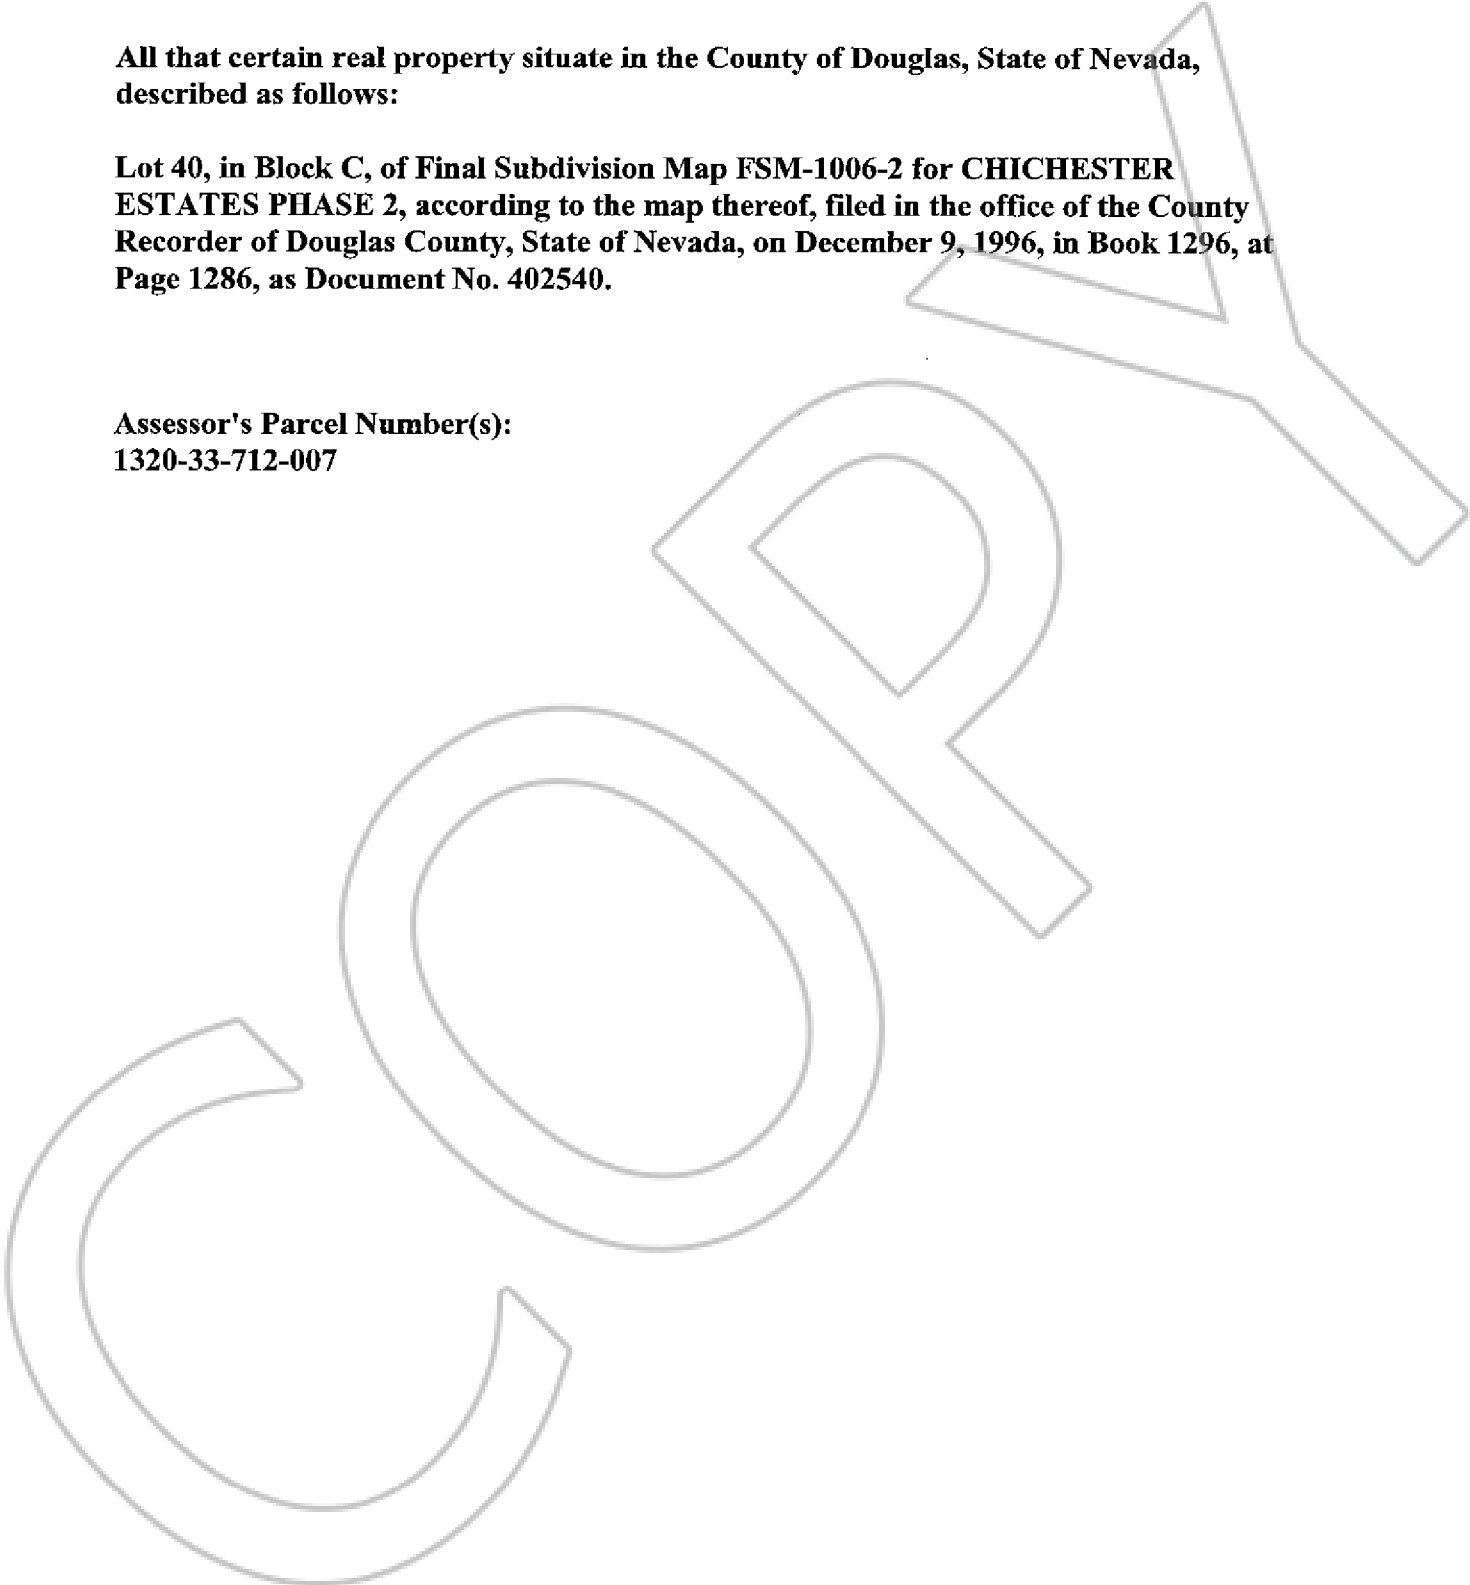 All that certain real property situate in the County of Douglas, State of Nevada,
described as follows:
Lot 40, in Block C, of Final Subdivision Map FSM-1006-2 for CHICHESTER
ESTATES PHASE 2, according to the map thereof, filed in the office of the County
Recorder of Douglas County, State of Nevada, on December 9, 1996, in Book 1296, at
Page 1286, as Document No. 402540.
Assessor's Parcel Number(s):
1320-33-712-007
COPY